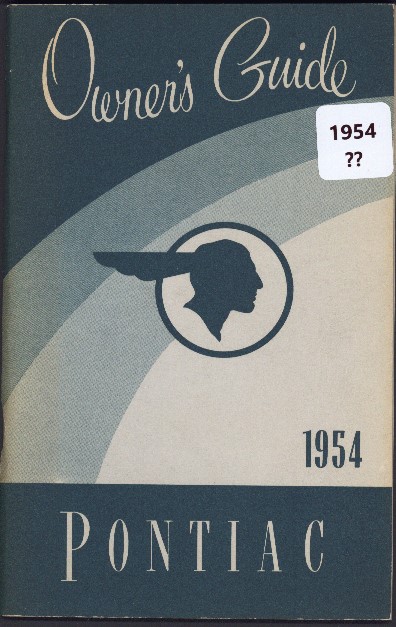 Owner's Guide
1954
??
1954
PONTIAC